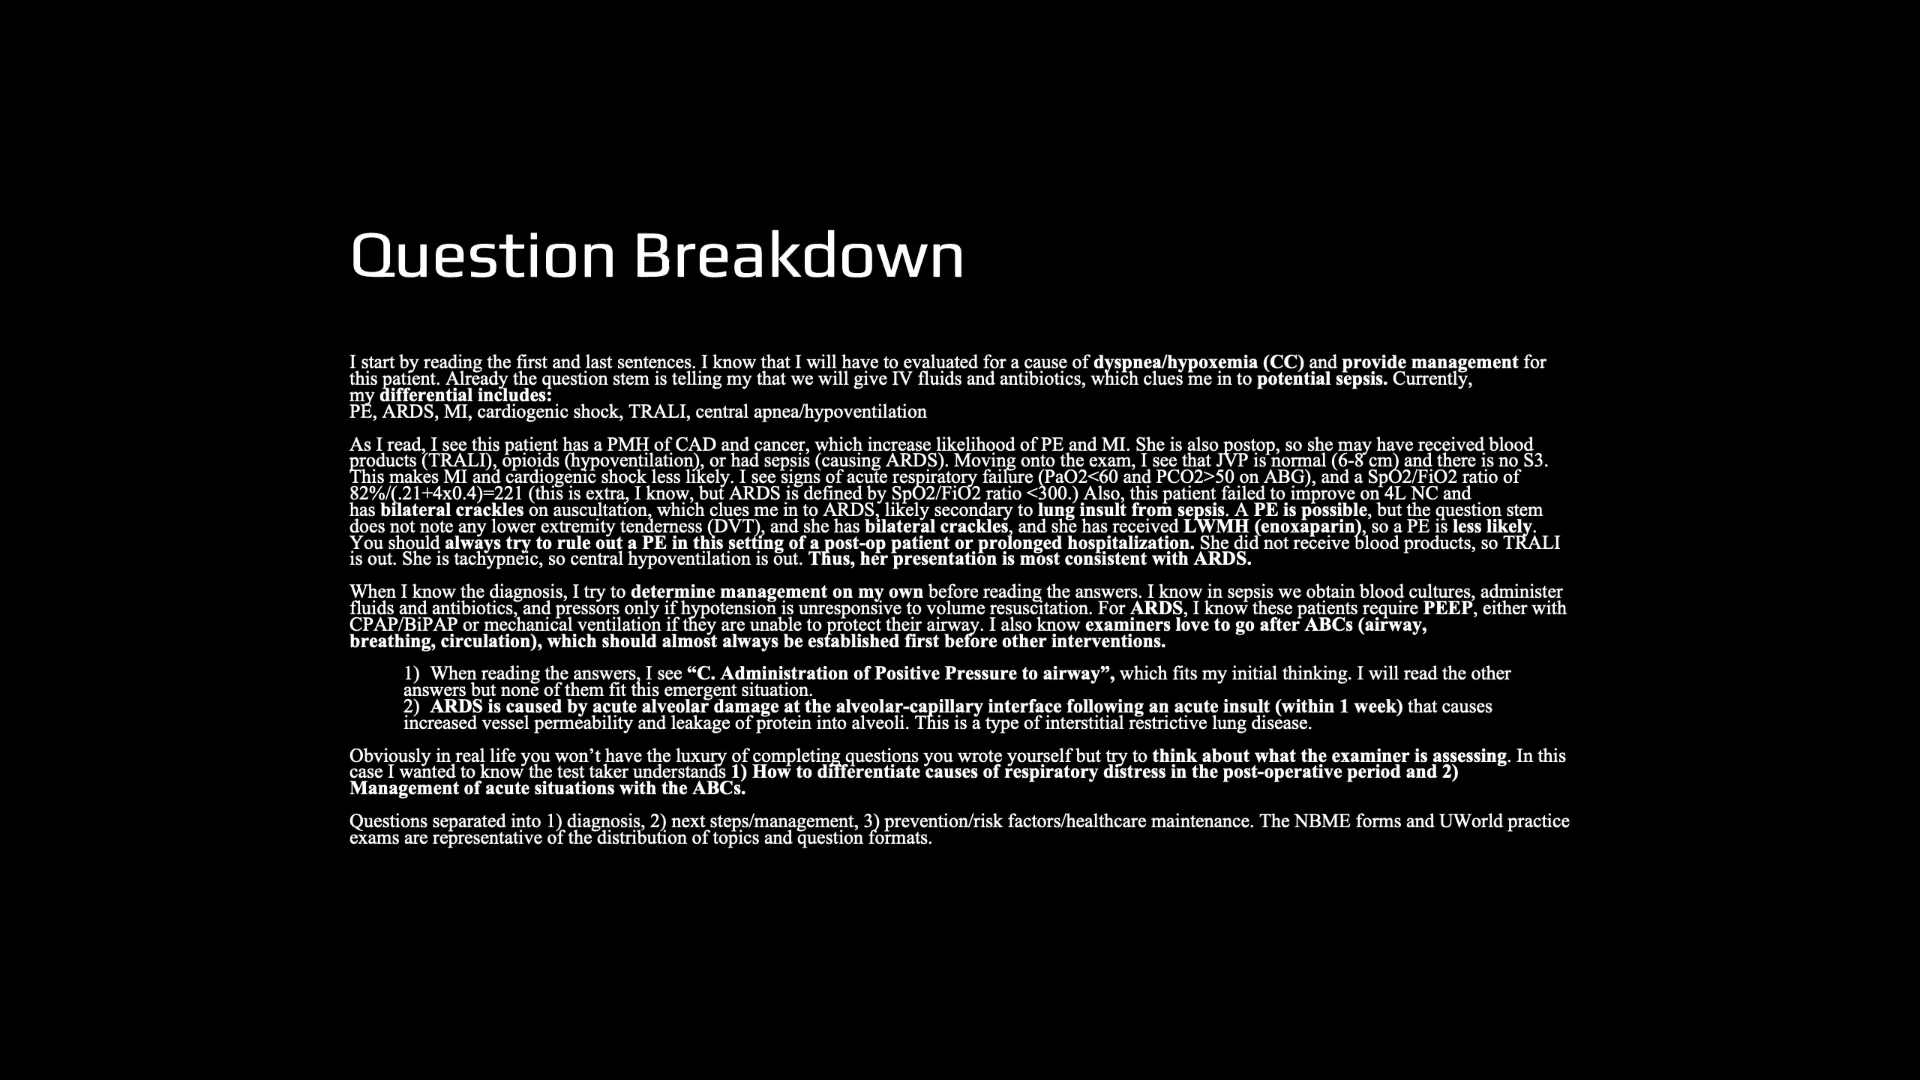 Question Breakdown
I start by reading the first and last sentences. I know that I will have to evaluated for a cause of dyspnea/hypoxemia (CC) and provide management for
this patient. Already the question stem is telling my that we will give IV fluids and antibiotics, which clues me in to potential sepsis. Currently,
my differential includes:
PE, ARDS, MI, cardiogenic shock, TRALI, central apnea/hypoventilation
As I read, I see this patient has a PMH of CAD and cancer, which increase likelihood of PE and MI. She is also postop, so she may have received blood
products (TRALI), opioids (hypoventilation), or had sepsis (causing ARDS). Moving onto the exam, I see that JVP is normal (6-8 cm) and there is no S3.
This makes MI and cardiogenic shock less likely. I see signs of acute respiratory failure (PaO2<60 and PCO2>50 on ABG), and a SpO2/FiO2 ratio of
82%/(.21+4x0.4)=221 (this is extra, I know, but ARDS is defined by SpO2/FiO2 ratio <300.) Also, this patient failed to improve on 4L NC and
has bilateral crackles on auscultation, which clues me in to ARDS, likely secondary to lung insult from sepsis. A PE is possible, but the question stem
does not note any lower extremity tenderness (DVT), and she has bilateral crackles, and she has received LWMH (enoxaparin), so a PE is less likely.
You should always try to rule out a PE in this setting of a post-op patient or prolonged hospitalization. She did not receive blood products, so TRALI
is out. She is tachypneic, so central hypoventilation is out. Thus, her presentation is most consistent with ARDS.
When I know the diagnosis, I try to determine management on my own before reading the answers. I know in sepsis we obtain blood cultures, administer
fluids and antibiotics, and pressors only if hypotension is unresponsive to volume resuscitation. For ARDS, I know these patients require PEEP, either with
CPAP/BiPAP or mechanical ventilation if they are unable to protect their airway. I also know examiners love to go after ABCs (airway,
breathing, circulation), which should almost always be established first before other interventions.
1) When reading the answers, I see “C. Administration of Positive Pressure to airway”, which fits my initial thinking. I will read the other
answers but none of them fit this emergent situation.
2) ARDS is caused by acute alveolar damage at the alveolar-capillary interface following an acute insult (within 1 week) that causes
increased vessel permeability and leakage of protein into alveoli. This is a type of interstitial restrictive lung disease.
Obviously in real life you won’t have the luxury of completing questions you wrote yourself but try to think about what the examiner is assessing. In this
case I wanted to know the test taker understands 1) How to differentiate causes of respiratory distress in the post-operative period and 2)
Management of acute situations with the ABCs.
Questions separated into 1) diagnosis, 2) next steps/management, 3) prevention/risk factors/healthcare maintenance. The NBME forms and UWorld practice
exams are representative of the distribution of topics and question formats.